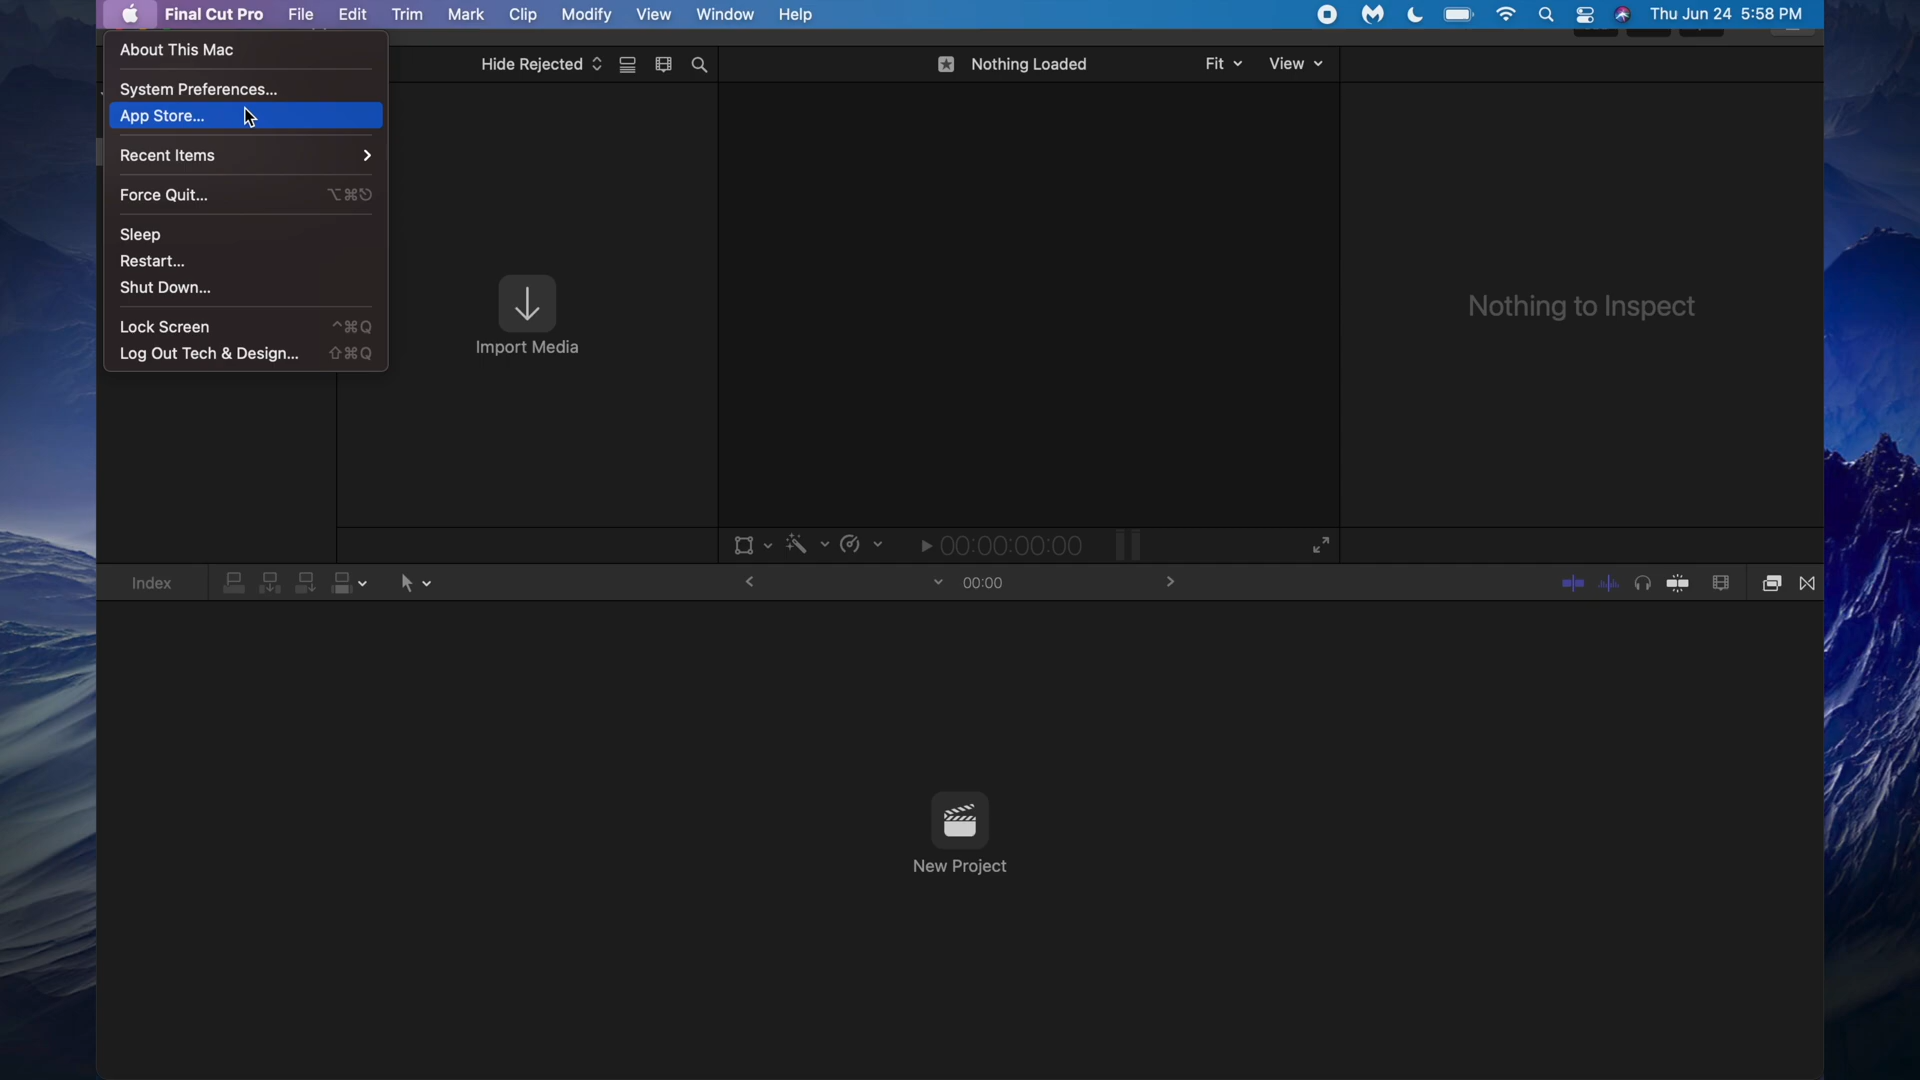 Final Cut Pro File Edit Trim Mark Clip Modify View Window Help Thu Jun 24 5:58 PM
About This Mac
System Preferences...
App Store...
Recent Items
Force Quit... ⌥⌘⎋
Sleep
Restart...
Shut Down...
Lock Screen ^⌘Q
Log Out Tech & Design... ⇧⌘Q
Hide Rejected
Import Media
Nothing Loaded Fit View
Nothing to Inspect
00:00:00:00
Index 00:00
New Project